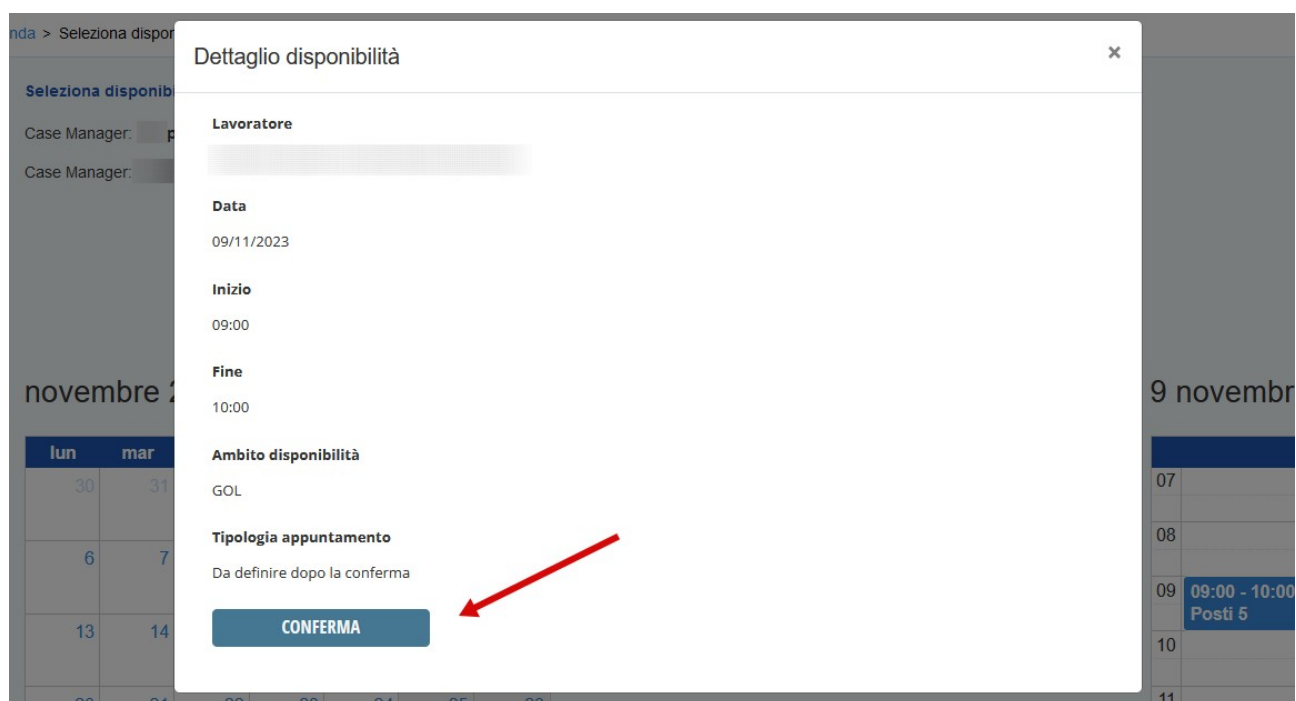 nda > Seleziona dispor
Dettaglio disponibilità
×
Seleziona disponibi
Case Manager: p
Case Manager:
Lavoratore
Data
09/11/2023
Inizio
09:00
Fine
10:00
Ambito disponibilità
GOL
Tipologia appuntamento
Da definire dopo la conferma
CONFERMA
novembre 2
lun mar
30 31
6 7
13 14
9 novembr
07
08
09 09:00 - 10:00
Posti 5
10
11